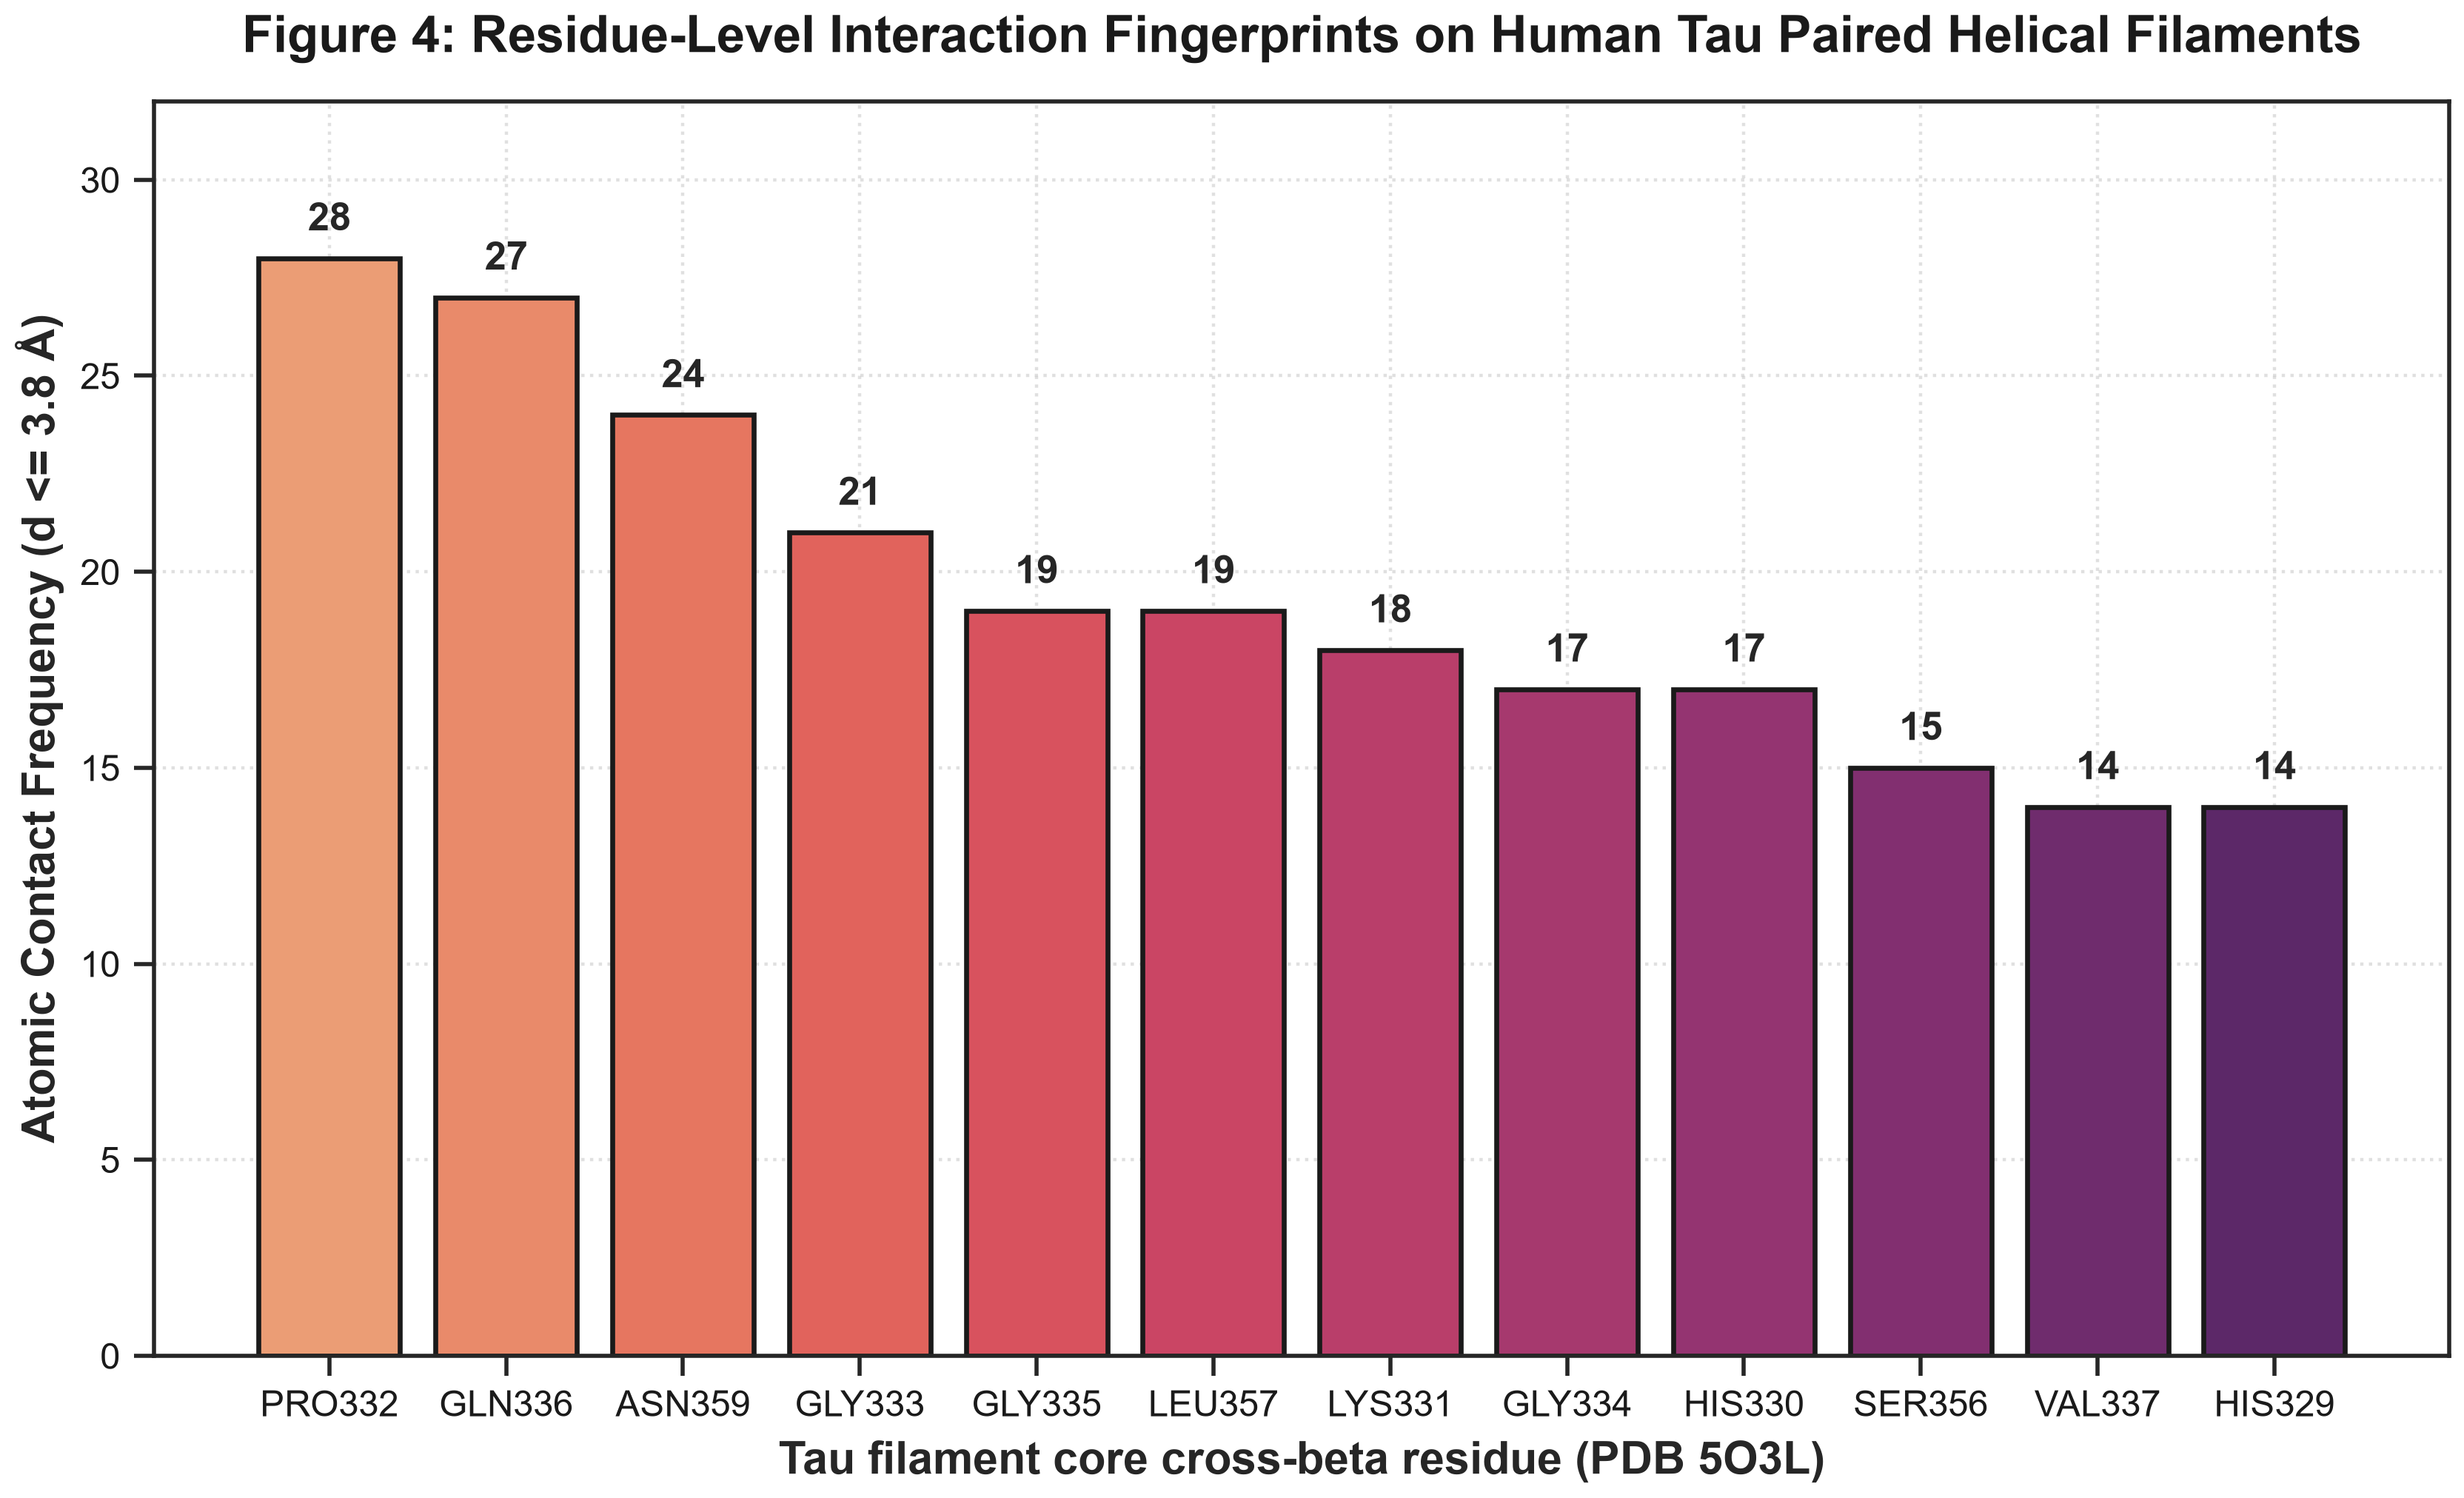 Figure 4: Residue-Level Interaction Fingerprints on Human Tau Paired Helical Filaments
Atomic Contact Frequency (d <= 3.8 Å)
30
25
20
15
10
5
0
28
27
24
21
19
19
18
17
17
15
14
14
PRO332
GLN336
ASN359
GLY333
GLY335
LEU357
LYS331
GLY334
HIS330
SER356
VAL337
HIS329
Tau filament core cross-beta residue (PDB 5O3L)